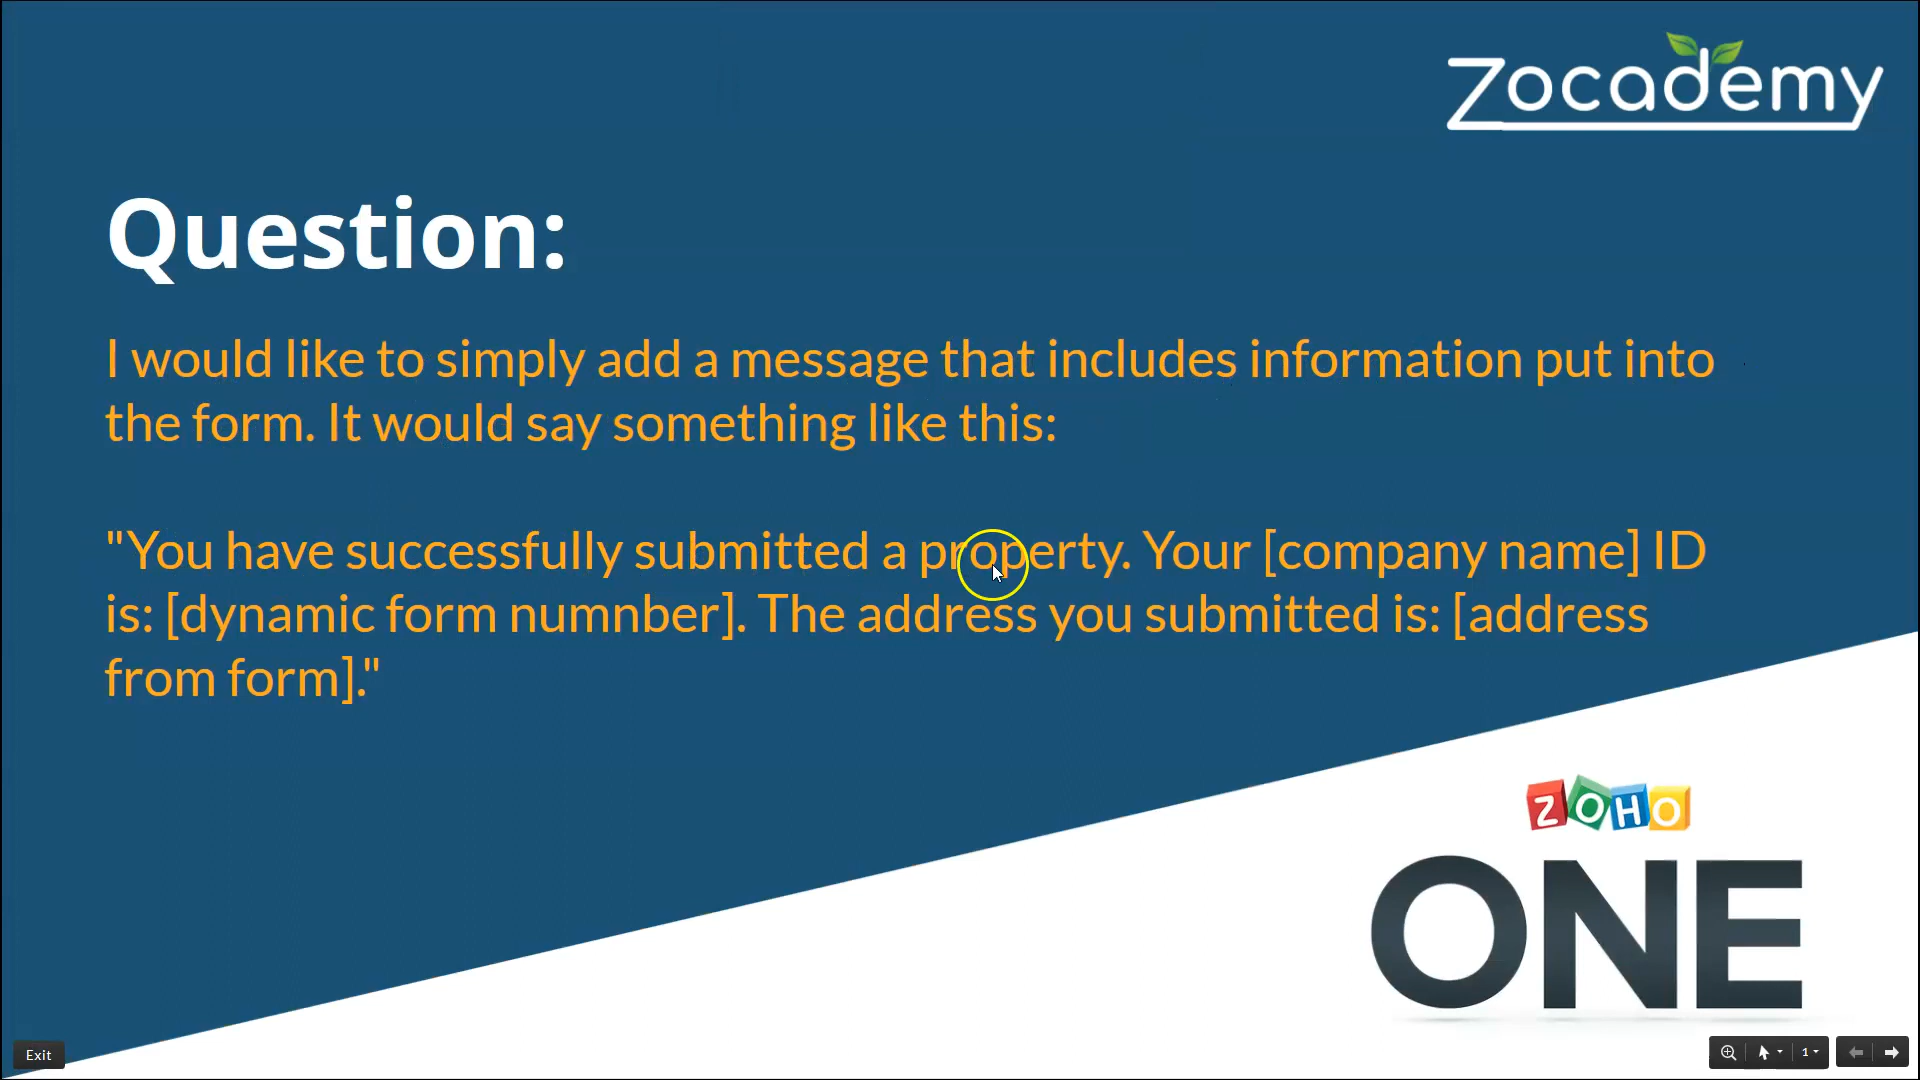 Zocademy
Question:
I would like to simply add a message that includes information put into
the form. It would say something like this:
"You have successfully submitted a property. Your [company name] ID
is: [dynamic form numnber]. The address you submitted is: [address
from form]."
ZOHO
ONE
Exit
1